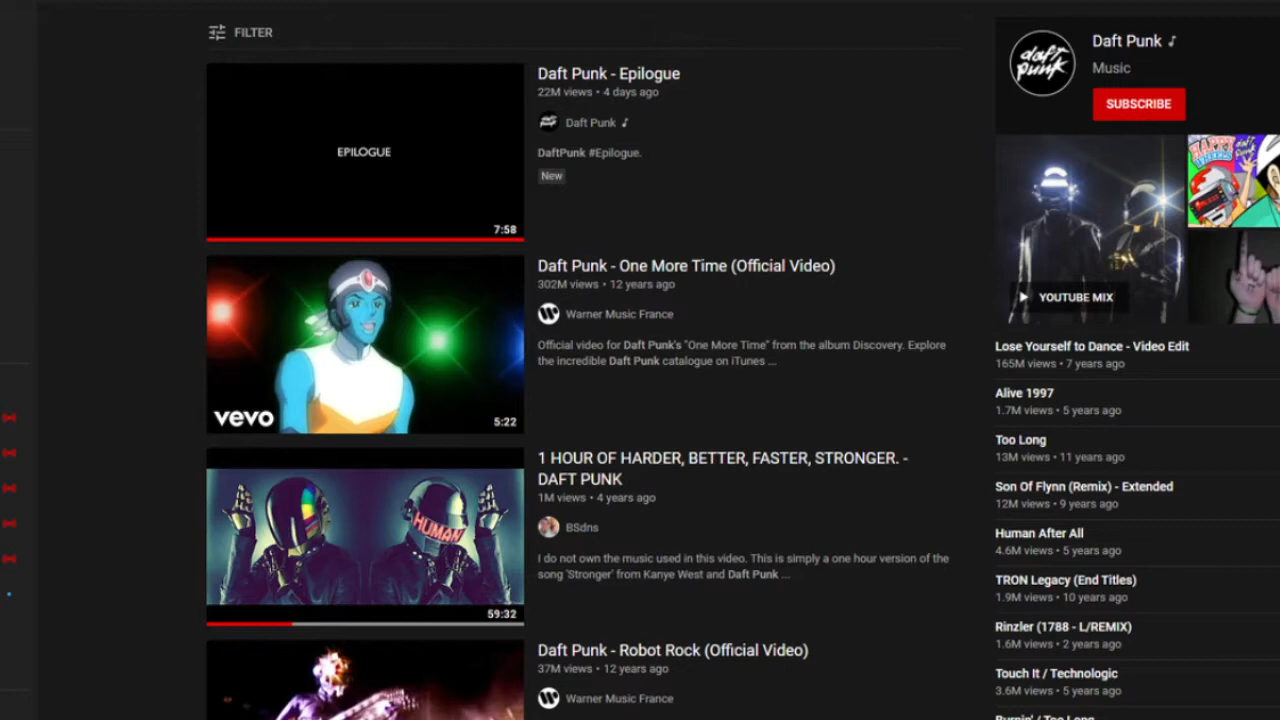 FILTER
EPILOGUE
7:58
Daft Punk - Epilogue
22M views • 4 days ago
daft punk
Daft Punk ♪
DaftPunk #Epilogue.
New
vevo
5:22
Daft Punk - One More Time (Official Video)
302M views • 12 years ago
Warner Music France
Official video for Daft Punk's "One More Time" from the album Discovery. Explore
the incredible Daft Punk catalogue on iTunes ...
HUMAN
59:32
1 HOUR OF HARDER, BETTER, FASTER, STRONGER. -
DAFT PUNK
1M views • 4 years ago
BSdns
I do not own the music used in this video. This is simply a one hour version of the
song 'Stronger' from Kanye West and Daft Punk ...
Daft Punk - Robot Rock (Official Video)
37M views • 12 years ago
Warner Music France
daft
punk
Daft Punk ♪
Music
SUBSCRIBE
HAPPY
WHEELS
YOUTUBE MIX
Lose Yourself to Dance - Video Edit
165M views • 7 years ago
Alive 1997
1.7M views • 5 years ago
Too Long
13M views • 11 years ago
Son Of Flynn (Remix) - Extended
12M views • 9 years ago
Human After All
4.6M views • 5 years ago
TRON Legacy (End Titles)
1.9M views • 10 years ago
Rinzler (1788 - L/REMIX)
1.6M views • 2 years ago
Touch It / Technologic
3.6M views • 5 years ago
Burnin' / Too Long